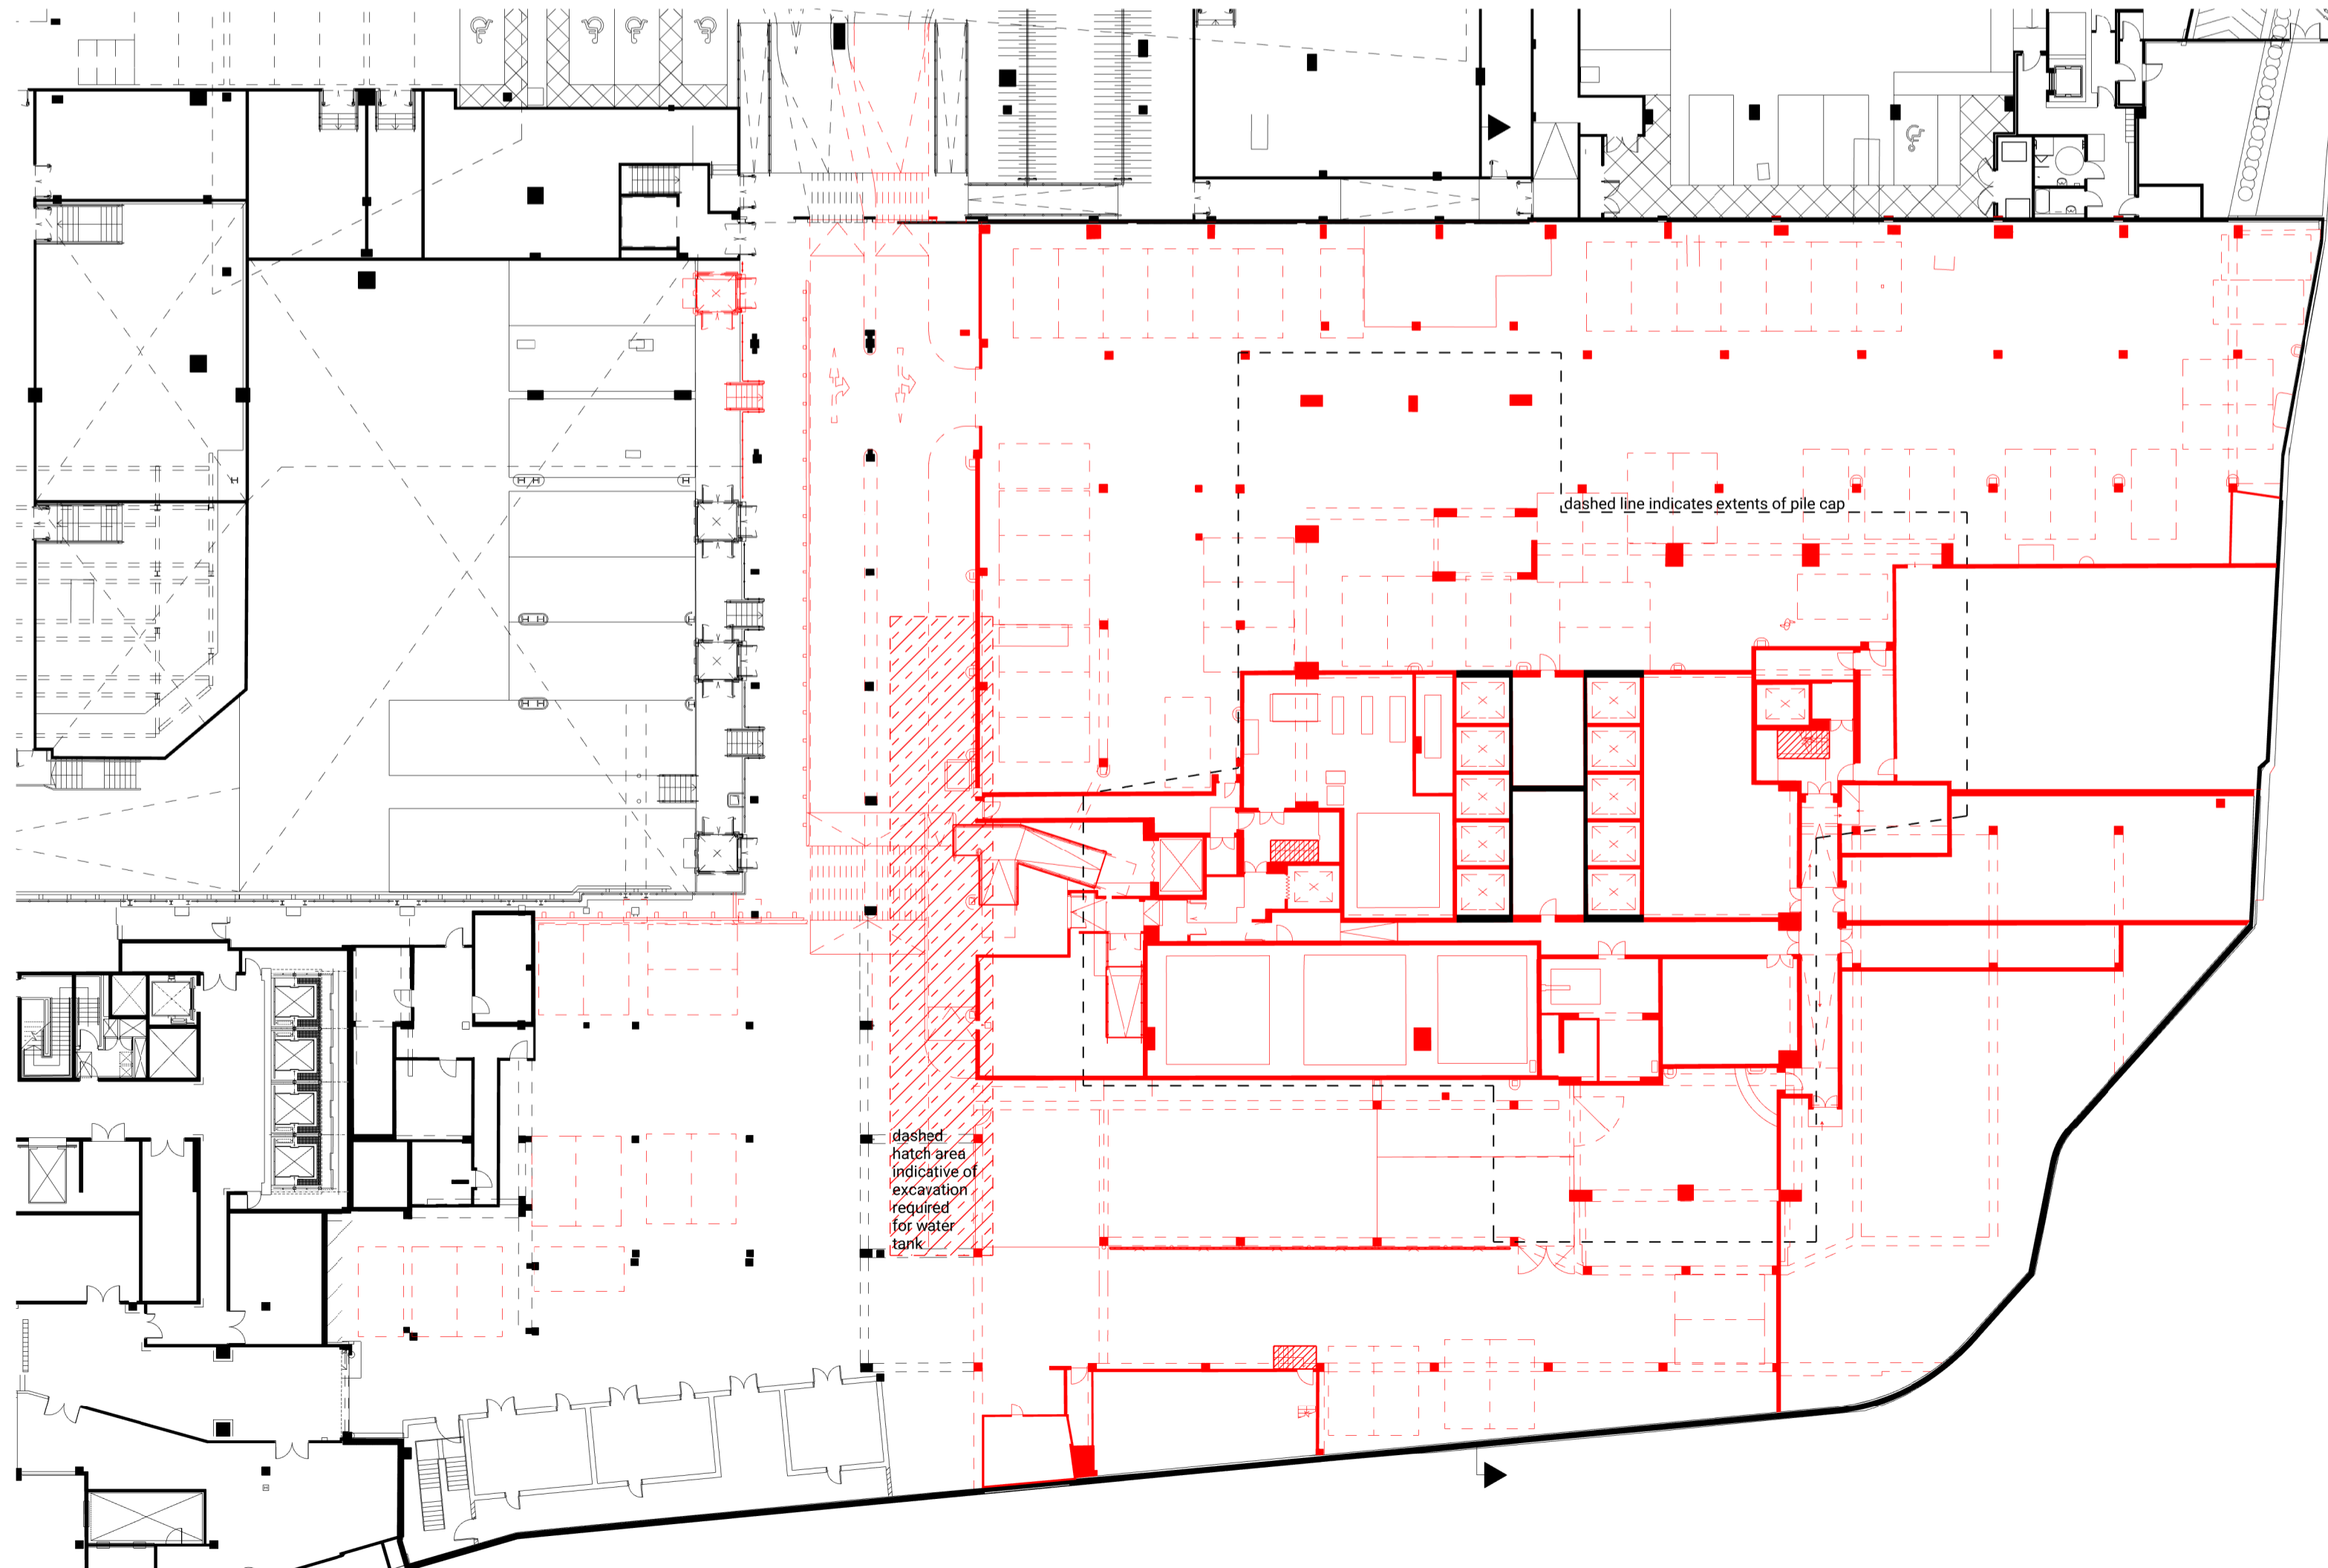 dashed line indicates extents of pile cap
dashed
hatch area
indicative of
excavation
required
for water
tank